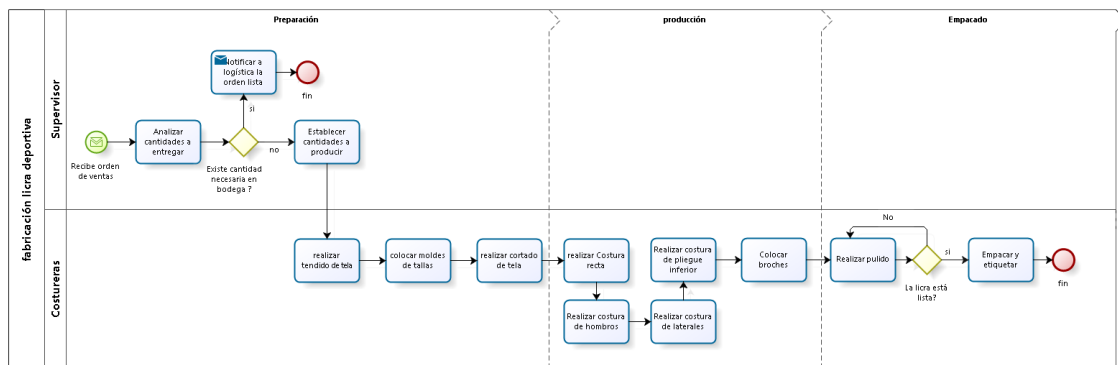 Preparación
producción
Empacado
fabricación licra deportiva
Supervisor
Notificar a
logística la
orden lista
fin
si
Recibe orden
de ventas
Analizar
cantidades a
entregar
Existe cantidad
necesaria en
bodega ?
no
Establecer
cantidades a
producir
Costureras
realizar
tendido de tela
colocar moldes
de tallas
realizar cortado
de tela
realizar Costura
recta
Realizar costura
de hombros
Realizar costura
de laterales
Realizar costura
de pliegue
inferior
Colocar
broches
Realizar pulido
No
La licra está
lista?
si
Empacar y
etiquetar
fin